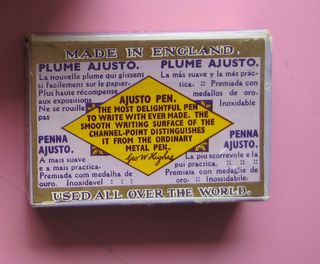 MADE IN ENGLAND.
PLUME AJUSTO.
La nouvelle plume qui glissent
si facilement sur le papier.
Plus haute récompense
aux expositions
Ne se rouille
pas
PLUME AJUSTO.
La más suave y la más prác-
tica. :: Premiada con
medallos de oro.
Inoxidable
AJUSTO PEN.
THE MOST DELIGHTFUL PEN
TO WRITE WITH EVER MADE. THE
SMOOTH WRITING SURFACE OF THE
CHANNEL-POINT DISTINGUISHES
IT FROM THE ORDINARY
METAL PEN.
Geo W Hughes
PENNA
AJUSTO.
A mais suave
e a mais practica.
Premiada com medalha de
ouro. Inoxidavel : : :
PENNA
AJUSTO.
La piu scorrevole e la
pui practica. :: ::
Premiata con medaglie de
oro. :: Inossidabile.
USED ALL OVER THE WORLD.